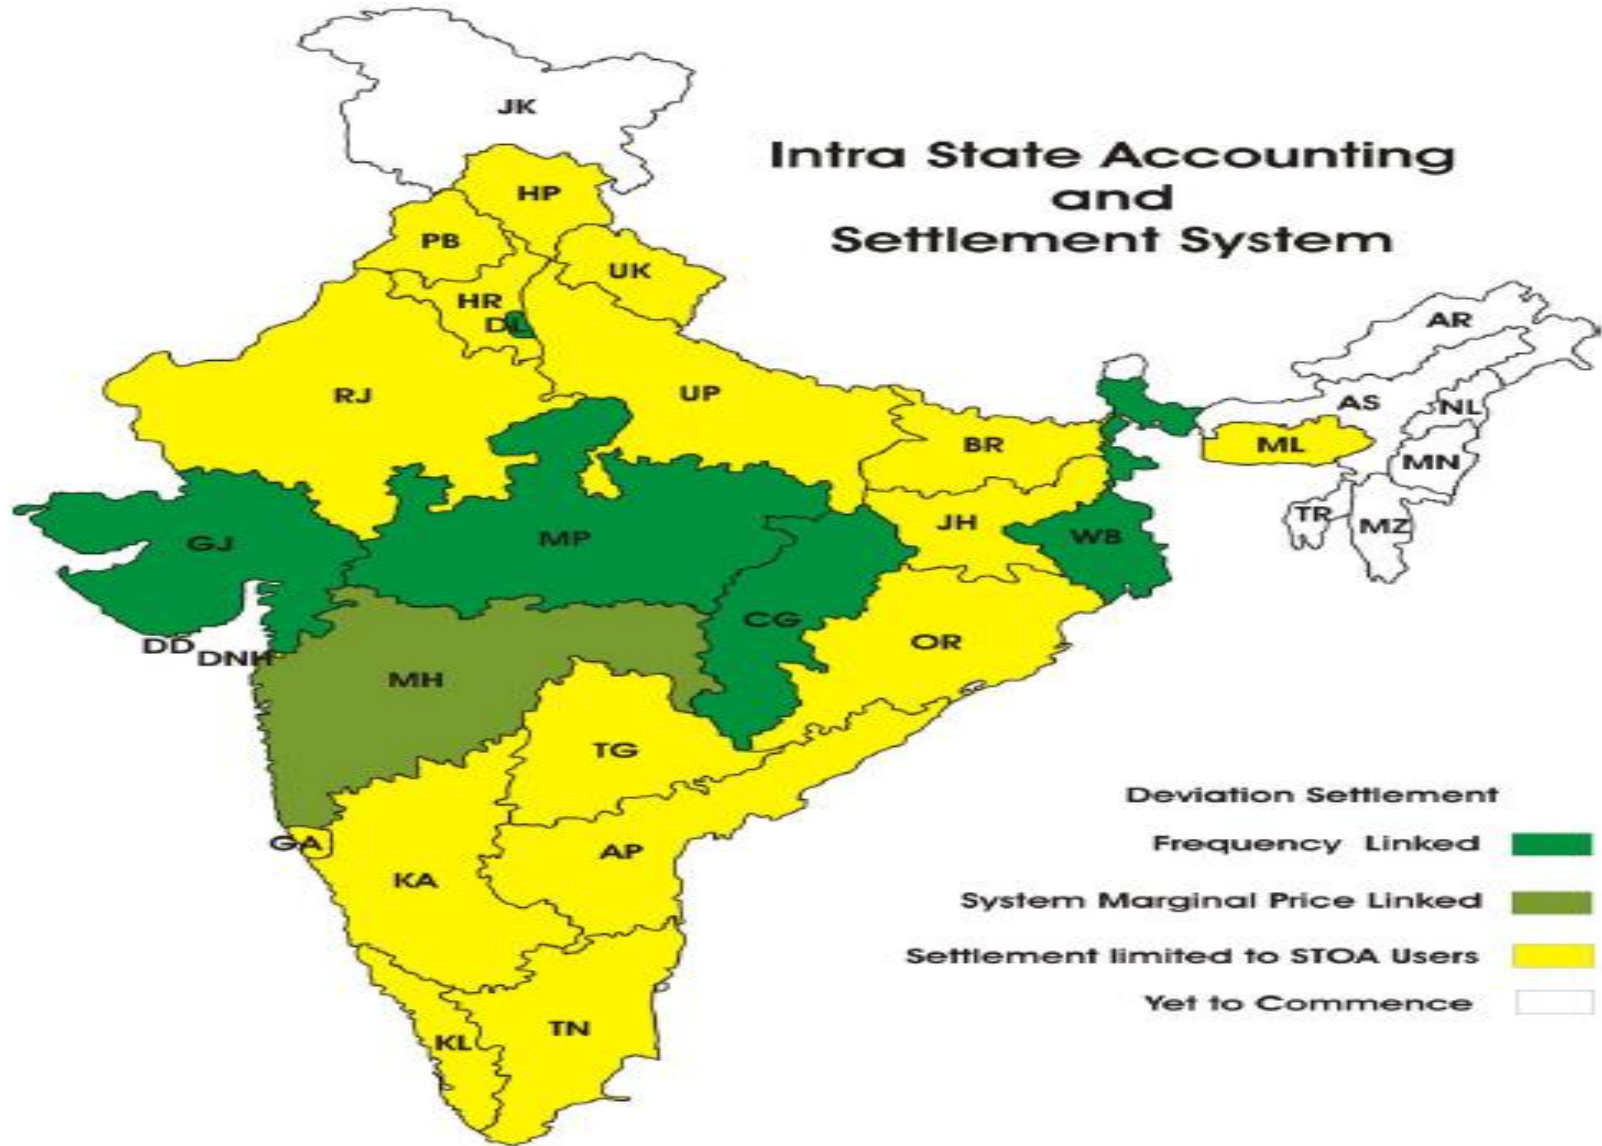 JK
Intra State Accounting
and
Settlement System
HP
PB
UK
HR
DL
AR
RJ
UP
AS
NL
BR
ML
MN
JH
TR
MZ
GJ
MP
WB
CG
OR
DD
DNH
MH
TG
Deviation Settlement
GA
AP
Frequency Linked
KA
System Marginal Price Linked
Settlement limited to STOA Users
Yet to Commence
TN
KL